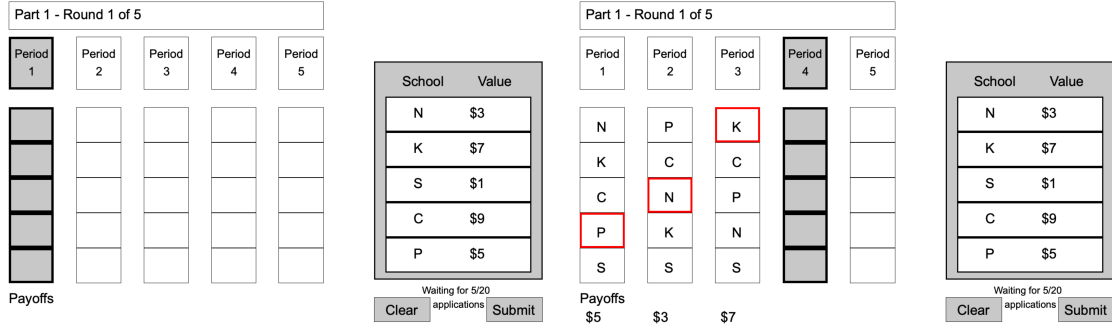 Part 1 - Round 1 of 5
Period 1
Period 2
Period 3
Period 4
Period 5
School Value
N $3
K $7
S $1
C $9
P $5
Payoffs
Waiting for 5/20 applications
Clear
Submit
Part 1 - Round 1 of 5
Period 1
Period 2
Period 3
Period 4
Period 5
N P K
K C C
C N P
P K N
S S S
Payoffs
$5 $3 $7
School Value
N $3
K $7
S $1
C $9
P $5
Waiting for 5/20 applications
Clear
Submit